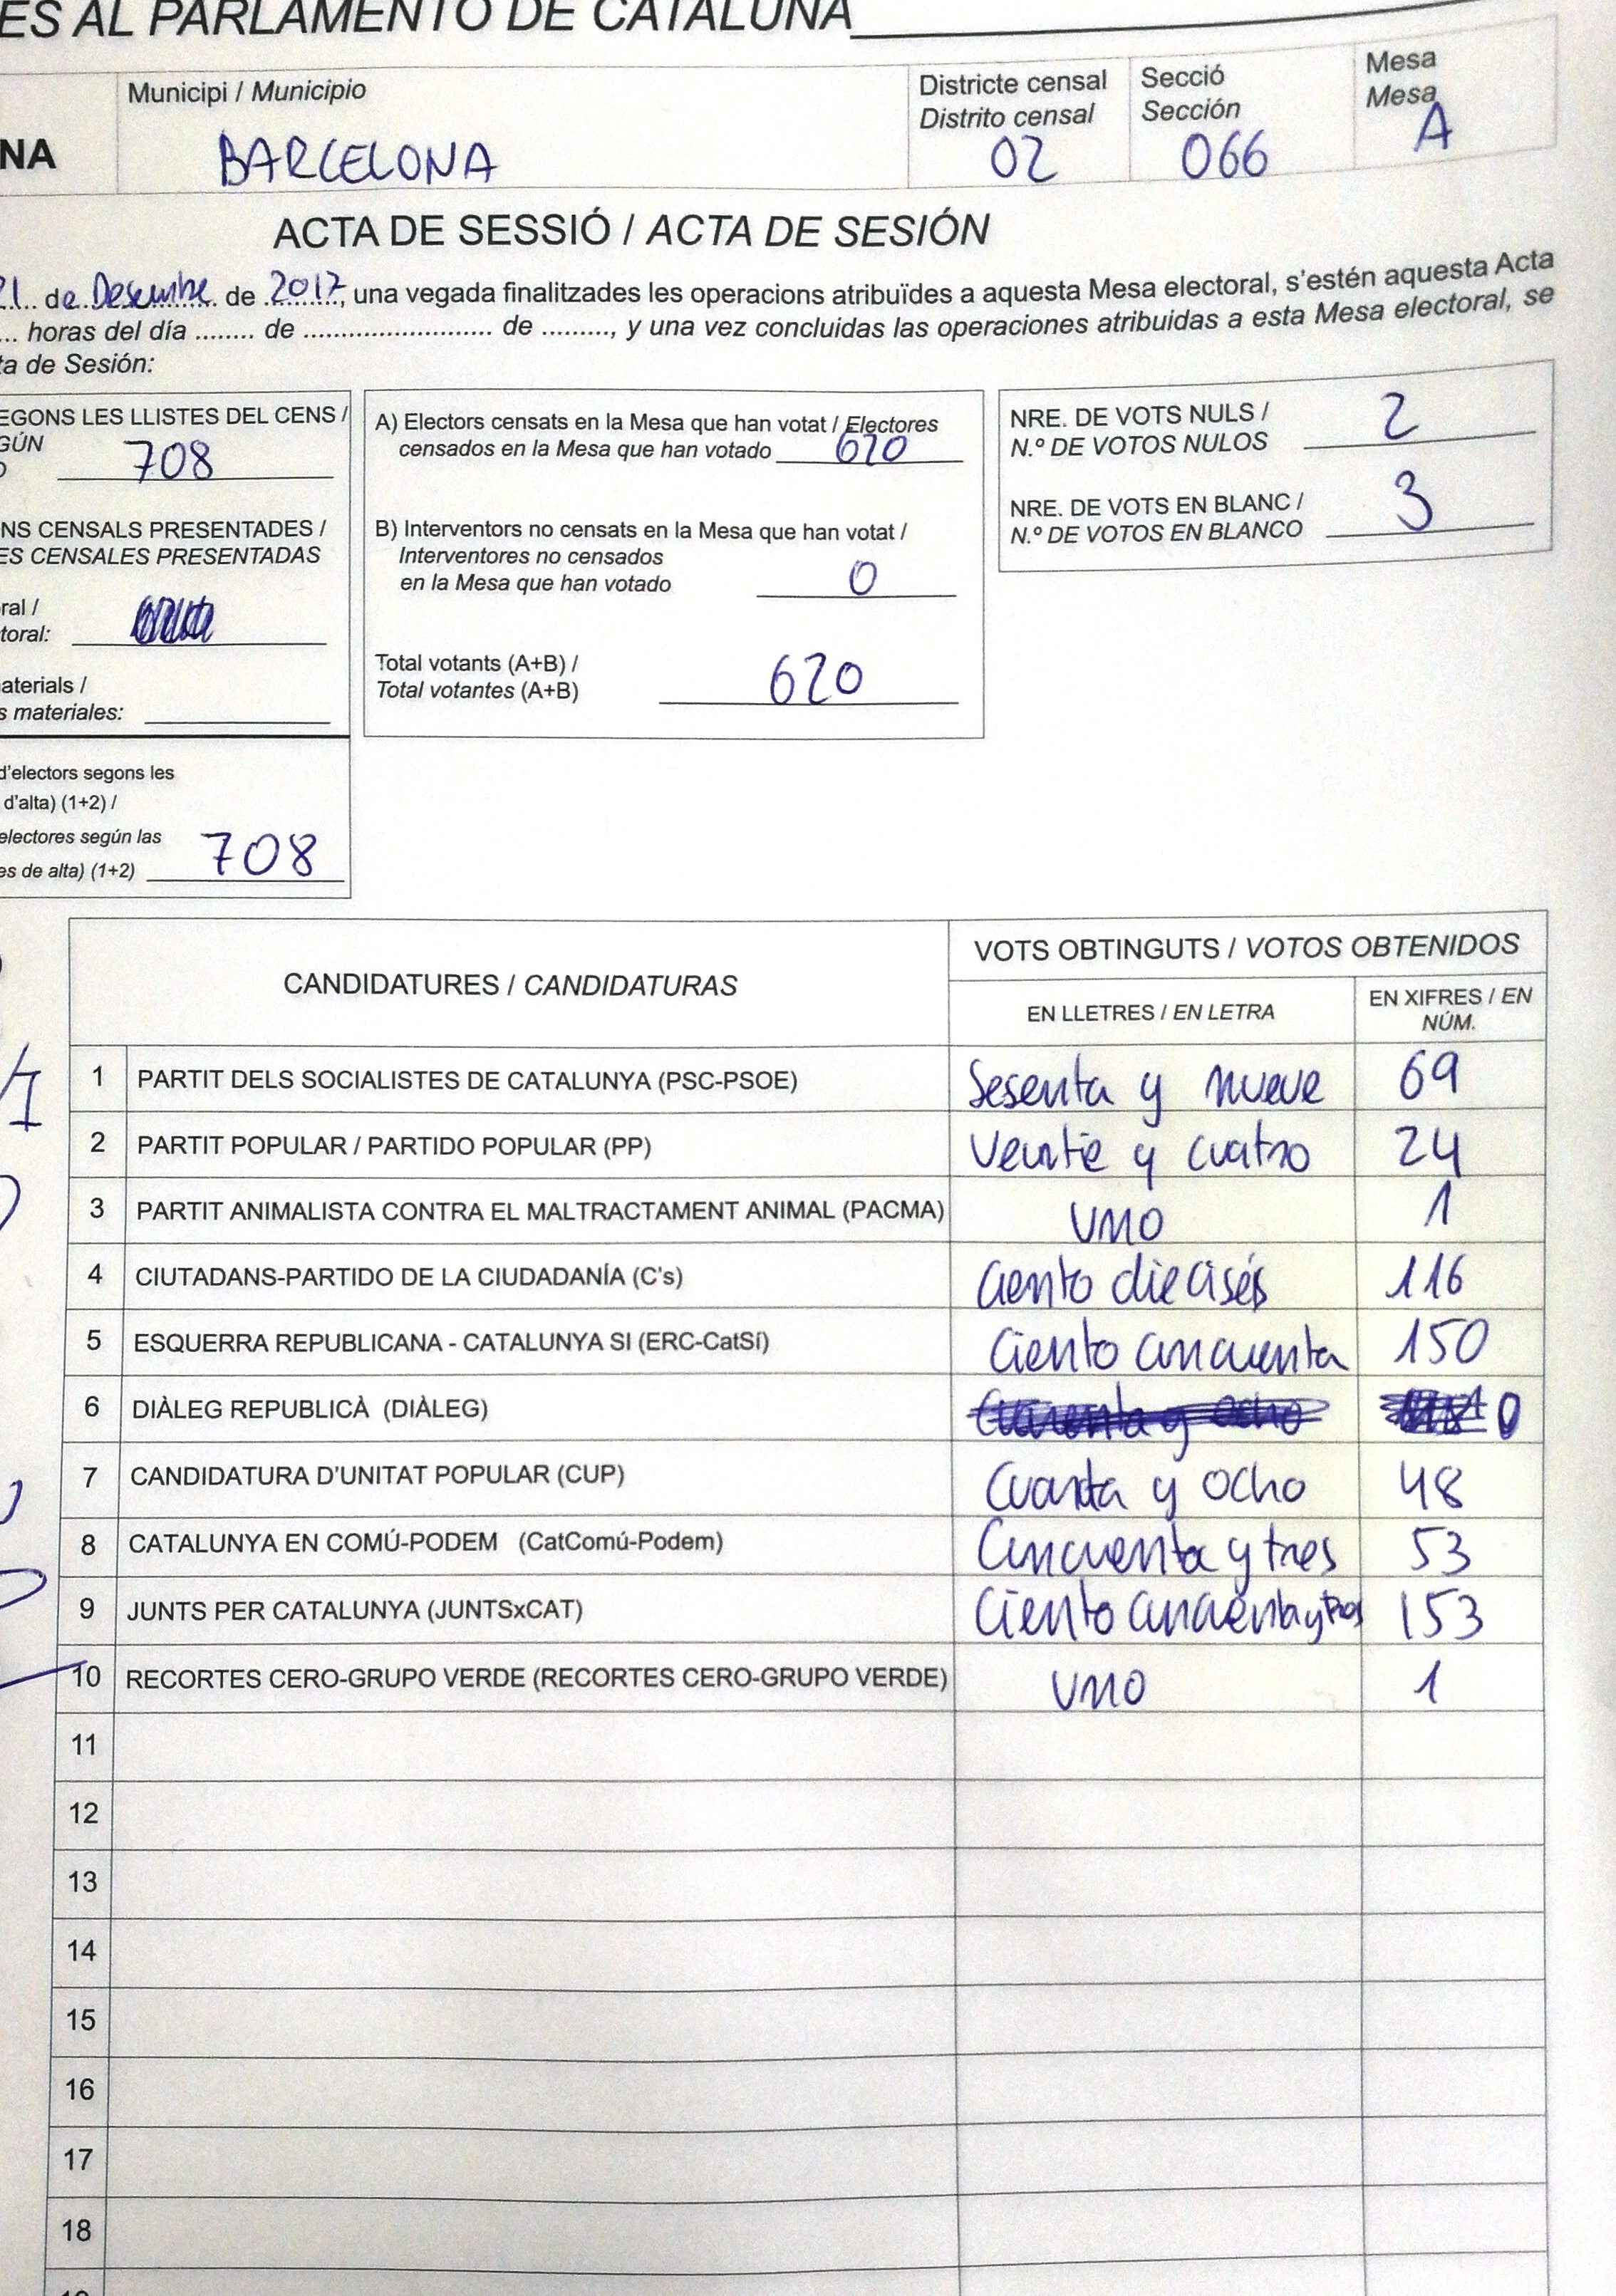 ES AL PARLAMENTO DE CATALUÑA
Municipi / Municipio
Districte censal
Distrito censal
Secció
Sección
Mesa
Mesa
NA
BARCELONA
02
066
A
ACTA DE SESSIÓ / ACTA DE SESIÓN
21 de Desembre de 2017, una vegada finalitzades les operacions atribuïdes a aquesta Mesa electoral, s'estén aquesta Acta
... horas del día ........ de ........................ de ........., y una vez concluidas las operaciones atribuidas a esta Mesa electoral, se
ta de Sesión:
EGONS LES LLISTES DEL CENS /
GÚN
O
708
NS CENSALS PRESENTADES /
ES CENSALES PRESENTADAS
ral /
toral:
aterials /
s materiales:
d'electors segons les
d'alta) (1+2) /
electores según las
es de alta) (1+2)
708
A) Electors censats en la Mesa que han votat / Electores
censados en la Mesa que han votado 620
B) Interventors no censats en la Mesa que han votat /
Interventores no censados
en la Mesa que han votado 0
Total votants (A+B) /
Total votantes (A+B) 620
NRE. DE VOTS NULS /
N.º DE VOTOS NULOS 2
NRE. DE VOTS EN BLANC /
N.º DE VOTOS EN BLANCO 3
CANDIDATURES / CANDIDATURAS
VOTS OBTINGUTS / VOTOS OBTENIDOS
EN LLETRES / EN LETRA
EN XIFRES / EN
NÚM.
1 PARTIT DELS SOCIALISTES DE CATALUNYA (PSC-PSOE) Sesenta y nueve 69
2 PARTIT POPULAR / PARTIDO POPULAR (PP) Veintie y cuatro 24
3 PARTIT ANIMALISTA CONTRA EL MALTRACTAMENT ANIMAL (PACMA) uno 1
4 CIUTADANS-PARTIDO DE LA CIUDADANÍA (C's) Ciento dieciséis 116
5 ESQUERRA REPUBLICANA - CATALUNYA SI (ERC-CatSí) Ciento cincuenta 150
6 DIÀLEG REPUBLICÀ (DIÀLEG) 0
7 CANDIDATURA D'UNITAT POPULAR (CUP) Cuarta y ocho 48
8 CATALUNYA EN COMÚ-PODEM (CatComú-Podem) Cincuenta y tres 53
9 JUNTS PER CATALUNYA (JUNTSxCAT) Ciento cincuenta y tres 153
10 RECORTES CERO-GRUPO VERDE (RECORTES CERO-GRUPO VERDE) uno 1
11
12
13
14
15
16
17
18